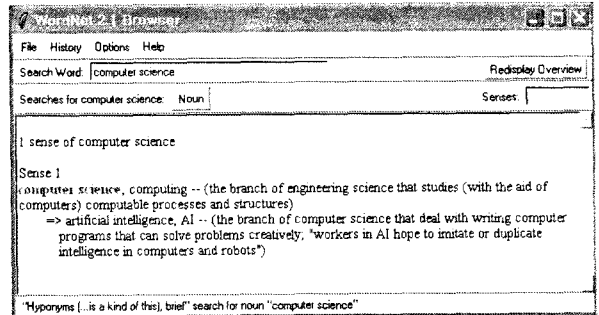 WordNet 2.1 Browser
File History Options Help
Search Word: computer science Redisplay Overview
Searches for computer science: Noun Senses:
1 sense of computer science
Sense 1
computer science, computing -- (the branch of engineering science that studies (with the aid of
computers) computable processes and structures)
=> artificial intelligence, AI -- (the branch of computer science that deal with writing computer
programs that can solve problems creatively; "workers in AI hope to imitate or duplicate
intelligence in computers and robots")
"Hyponyms (...is a kind of this), brief" search for noun "computer science"